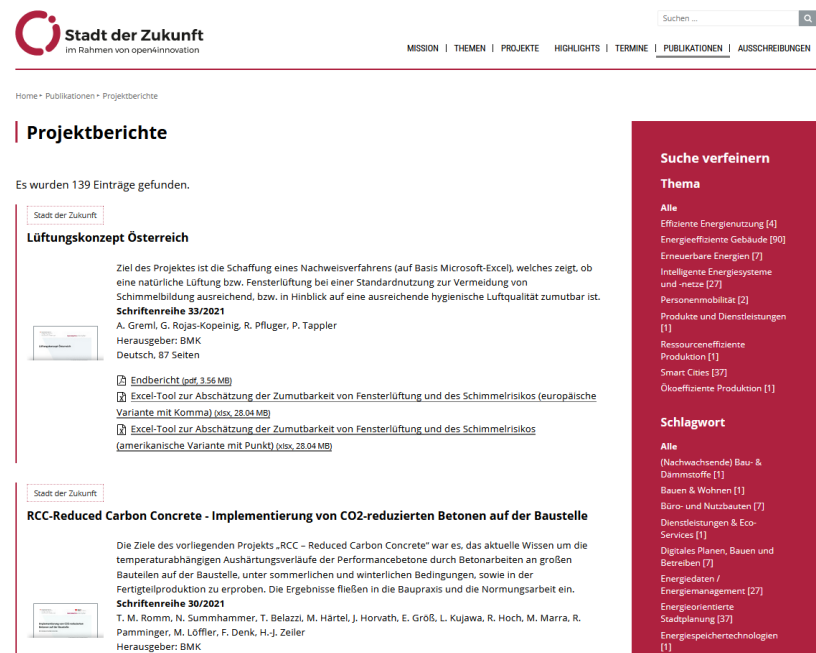 Stadt der Zukunft
im Rahmen von open4innovation
Suchen ...
MISSION | THEMEN | PROJEKTE HIGHLIGHTS | TERMINE | PUBLIKATIONEN | AUSSCHREIBUNGEN
Home ‣ Publikationen ‣ Projektberichte
Projektberichte
Es wurden 139 Einträge gefunden.
Stadt der Zukunft
Lüftungskonzept Österreich
Ziel des Projektes ist die Schaffung eines Nachweisverfahrens (auf Basis Microsoft-Excel), welches zeigt, ob
eine natürliche Lüftung bzw. Fensterlüftung bei einer Standardnutzung zur Vermeidung von
Schimmelbildung ausreichend, bzw. in Hinblick auf eine ausreichende hygienische Luftqualität zumutbar ist.
Schriftenreihe 33/2021
A. Greml, G. Rojas-Kopeinig, R. Pfluger, P. Tappler
Herausgeber: BMK
Deutsch, 87 Seiten
Endbericht (pdf, 3.56 MB)
Excel-Tool zur Abschätzung der Zumutbarkeit von Fensterlüftung und des Schimmelrisikos (europäische
Variante mit Komma) (xlsx, 28.04 MB)
Excel-Tool zur Abschätzung der Zumutbarkeit von Fensterlüftung und des Schimmelrisikos
(amerikanische Variante mit Punkt) (xlsx, 28.04 MB)
Stadt der Zukunft
RCC-Reduced Carbon Concrete - Implementierung von CO2-reduzierten Betonen auf der Baustelle
Die Ziele des vorliegenden Projekts „RCC – Reduced Carbon Concrete“ war es, das aktuelle Wissen um die
temperaturabhängigen Aushärtungsverläufe der Performancebetone durch Betonarbeiten an großen
Bauteilen auf der Baustelle, unter sommerlichen und winterlichen Bedingungen, sowie in der
Fertigteilproduktion zu erproben. Die Ergebnisse fließen in die Baupraxis und die Normungsarbeit ein.
Schriftenreihe 30/2021
T. M. Romm, N. Summhammer, T. Belazzi, M. Härtel, J. Horvath, E. Größ, L. Kujawa, R. Hoch, M. Marra, R.
Pamminger, M. Löffler, F. Denk, H.-J. Zeiler
Herausgeber: BMK
Suche verfeinern
Thema
Alle
Effiziente Energienutzung [4]
Energieeffiziente Gebäude [90]
Erneuerbare Energien [7]
Intelligente Energiesysteme
und -netze [27]
Personenmobilität [2]
Produkte und Dienstleistungen
[1]
Ressourceneffiziente
Produktion [1]
Smart Cities [37]
Ökoeffiziente Produktion [1]
Schlagwort
Alle
(Nachwachsende) Bau- &
Dämmstoffe [1]
Bauen & Wohnen [1]
Büro- und Nutzbauten [7]
Dienstleistungen & Eco-
Services [1]
Digitales Planen, Bauen und
Betreiben [7]
Energiedaten /
Energiemanagement [27]
Energieorientierte
Stadtplanung [37]
Energiespeichertechnologien
[1]